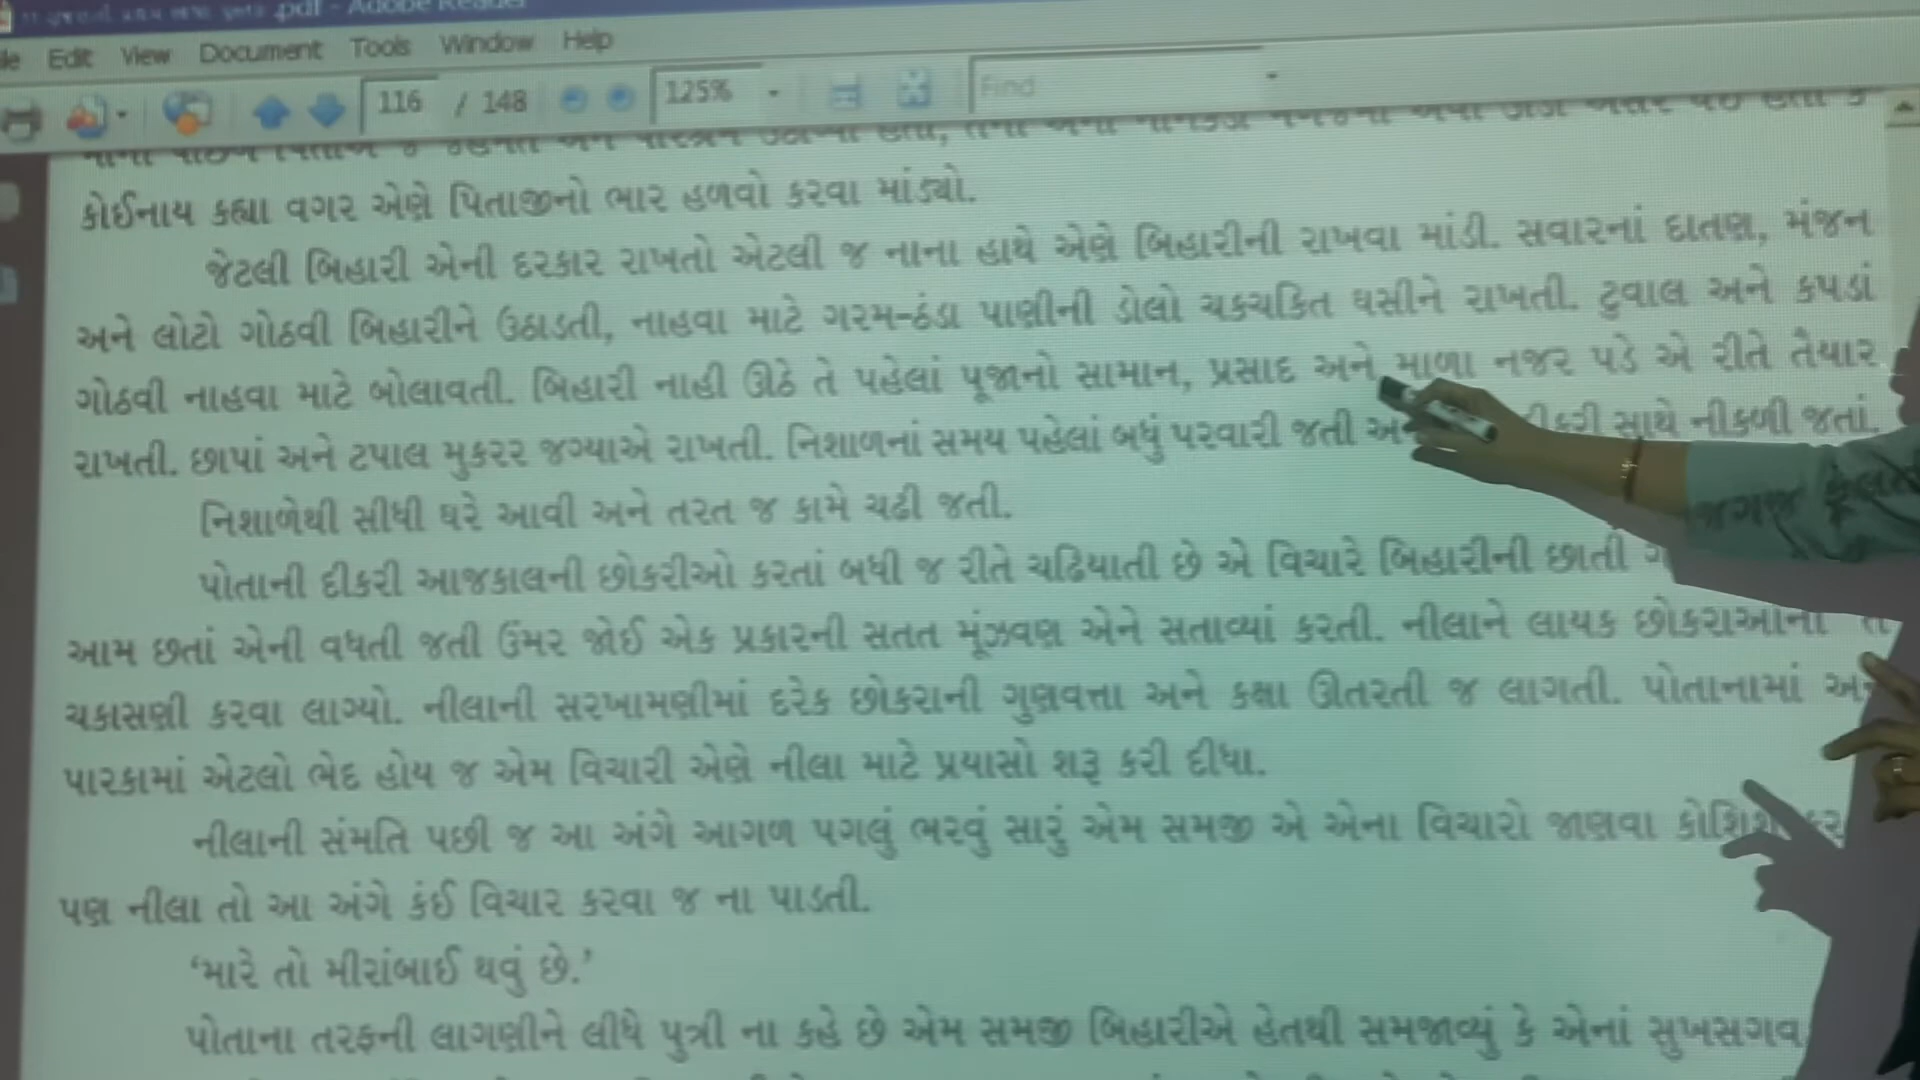 .pdf - Adobe Reader
Edit View Document Tools Window Help
116 / 148 125% Find
કોઈનાય કહ્યા વગર એણે પિતાજીનો ભાર હળવો કરવા માંડ્યો.
જેટલી બિહારી એની દરકાર રાખતો એટલી જ નાના હાથે એણે બિહારીની રાખવા માંડી. સવારનાં દાતણ, મંજન
અને લોટો ગોઠવી બિહારીને ઉઠાડતી, નાહવા માટે ગરમ-ઠંડા પાણીની ડોલો ચકચકિત ઘસીને રાખતી. ટુવાલ અને કપડાં
ગોઠવી નાહવા માટે બોલાવતી. બિહારી નાહી ઊઠે તે પહેલાં પૂજાનો સામાન, પ્રસાદ અને માળા નજર પડે એ રીતે તૈયાર
રાખતી. છાપાં અને ટપાલ મુકરર જગ્યાએ રાખતી. નિશાળનાં સમય પહેલાં બધું પરવારી જતી સાથે નીકળી જતાં.
નિશાળેથી સીધી ઘરે આવી અને તરત જ કામે ચઢી જતી.
પોતાની દીકરી આજકાલની છોકરીઓ કરતાં બધી જ રીતે ચઢિયાતી છે એ વિચારે બિહારીની છાતી
આમ છતાં એની વધતી જતી ઉંમર જોઈ એક પ્રકારની સતત મૂંઝવણ એને સતાવ્યાં કરતી. નીલાને લાયક છોકરાઓની
ચકાસણી કરવા લાગ્યો. નીલાની સરખામણીમાં દરેક છોકરાની ગુણવત્તા અને કક્ષા ઊતરતી જ લાગતી. પોતાનામાં
પારકામાં એટલો ભેદ હોય જ એમ વિચારી એણે નીલા માટે પ્રયાસો શરૂ કરી દીધા.
નીલાની સંમતિ પછી જ આ અંગે આગળ પગલું ભરવું સારું એમ સમજી એ એના વિચારો જાણવા કોશિશ
પણ નીલા તો આ અંગે કંઈ વિચાર કરવા જ ના પાડતી.
‘મારે તો મીરાંબાઈ થવું છે.’
પોતાના તરફની લાગણીને લીધે પુત્રી ના કહે છે એમ સમજી બિહારીએ હેતથી સમજાવ્યું કે એનાં સુખસગવ